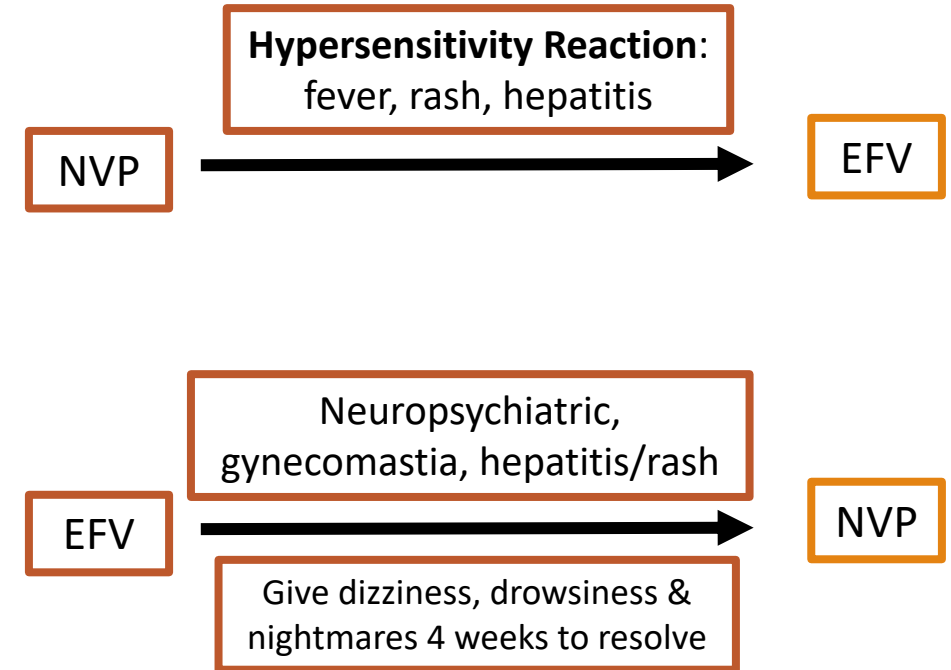 Hypersensitivity Reaction:
fever, rash, hepatitis
NVP
EFV
Neuropsychiatric,
gynecomastia, hepatitis/rash
EFV
NVP
Give dizziness, drowsiness &
nightmares 4 weeks to resolve